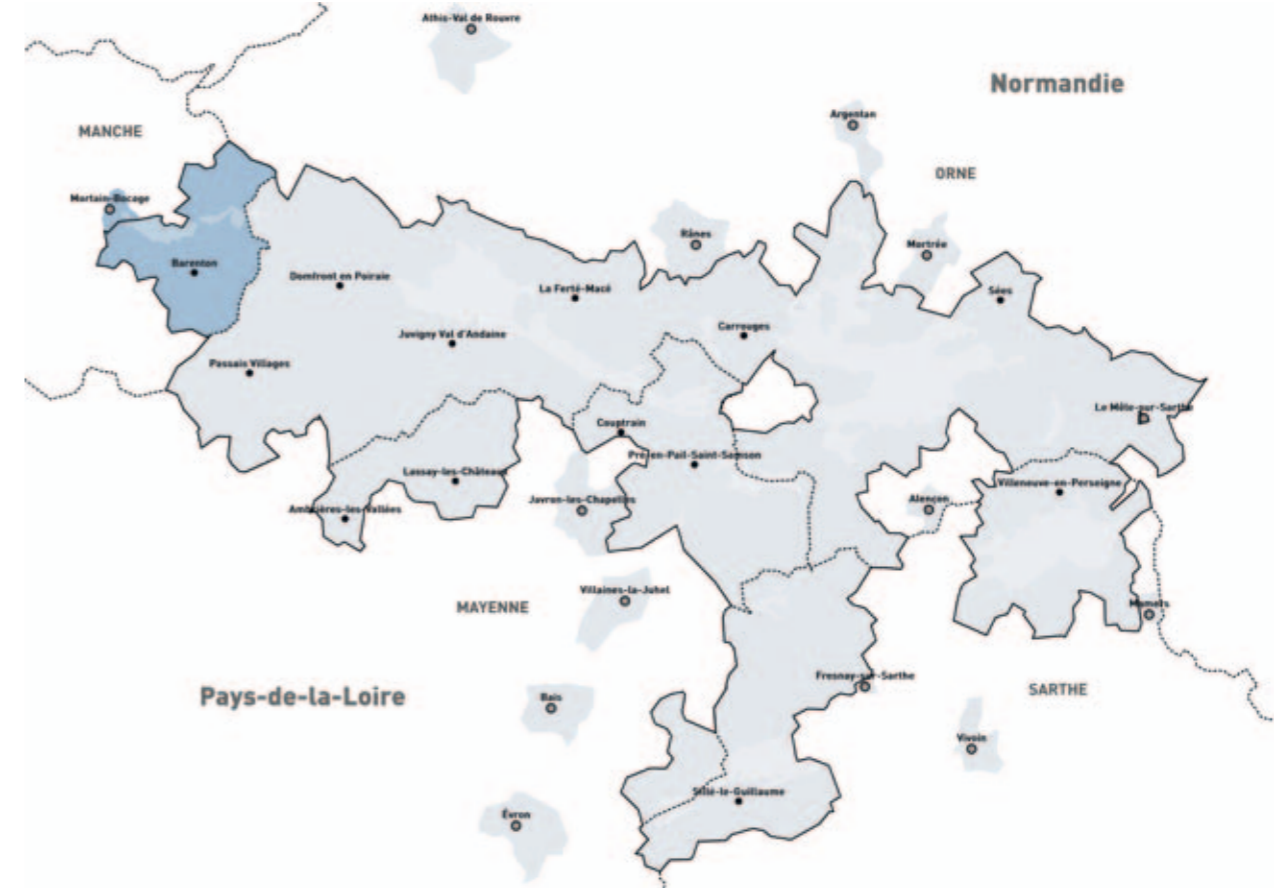 Athis-Val de Rouvre
Normandie
Argentan
MANCHE
ORNE
Mortain-Bocage
Rânes
Mortrée
Barenton
Domfront en Poiraie
La Ferté-Macé
Sées
Carrouges
Juvigny Val d'Andaine
Passais Villages
Le Mêle-sur-Sarthe
Couptrain
Pré-en-Pail-Saint-Samson
Lassay-les-Châteaux
Villeneuve-en-Perseigne
Javron-les-Chapelles
Alençon
Ambrières-les-Vallées
Villaines-la-Juhel
MAYENNE
Mamers
Fresnay-sur-Sarthe
SARTHE
Pays-de-la-Loire
Bais
Vivoin
Sillé-le-Guillaume
Évron